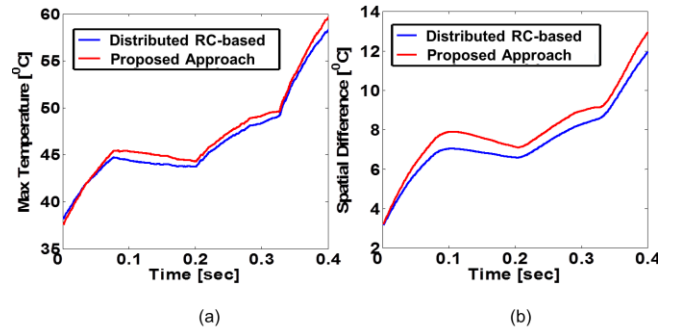 Max Temperature [⁰C]
60
55
50
45
40
35
Distributed RC-based
Proposed Approach
0 0.1 0.2 0.3 0.4
Time [sec]
(a)
Spatial Difference [⁰C]
14
12
10
8
6
4
2
Distributed RC-based
Proposed Approach
0 0.1 0.2 0.3 0.4
Time [sec]
(b)